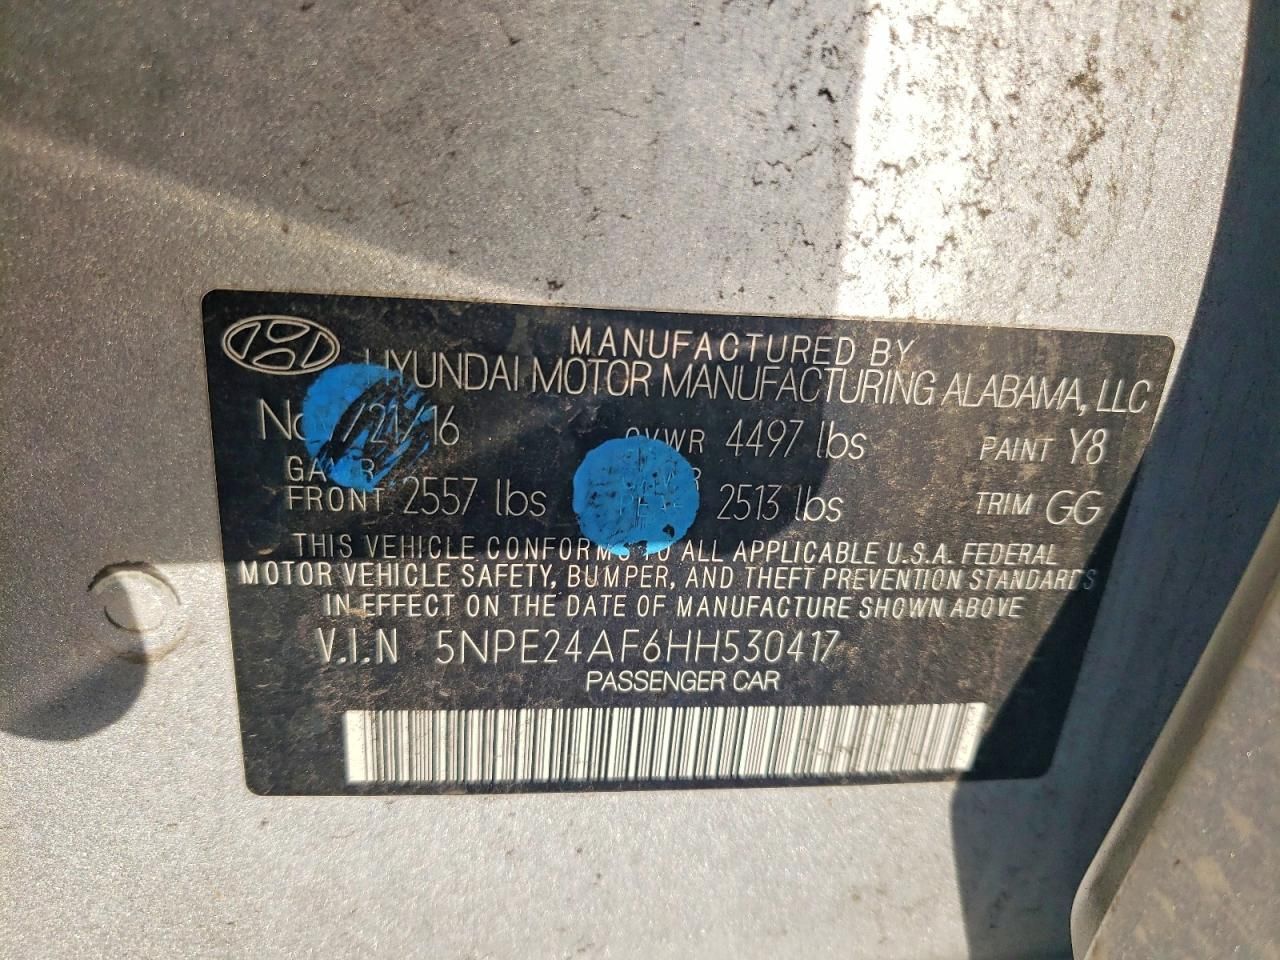 MANUFACTURED BY
HYUNDAI MOTOR MANUFACTURING ALABAMA, LLC
Nov/21/16 GVWR 4497 lbs PAINT Y8
GAWR
FRONT 2557 lbs 2513 lbs TRIM GG
THIS VEHICLE CONFORMS TO ALL APPLICABLE U.S.A. FEDERAL
MOTOR VEHICLE SAFETY, BUMPER, AND THEFT PREVENTION STANDARDS
IN EFFECT ON THE DATE OF MANUFACTURE SHOWN ABOVE
V.I.N 5NPE24AF6HH530417
PASSENGER CAR